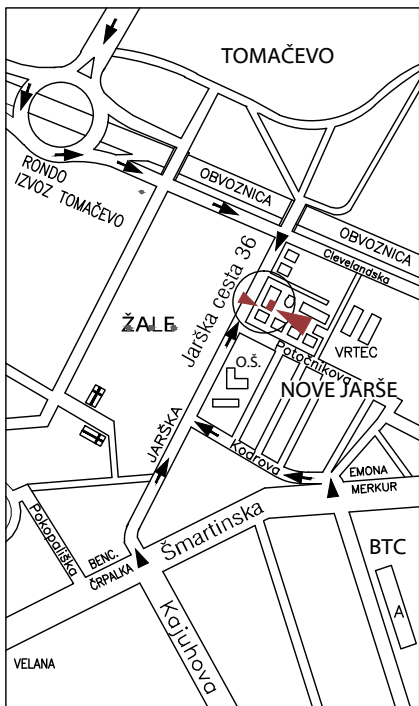 TOMAČEVO
RONDO
IZVOZ TOMAČEVO
OBVOZNICA
OBVOZNICA
Clevelandska
Jarška cesta 36
ŽALE
Potočnikova
VRTEC
O.Š.
NOVE JARŠE
JARŠKA
Kodrova
EMONA
MERKUR
Pokopališka
Šmartinska
BENC.
ČRPALKA
BTC
A
Kajuhova
VELANA